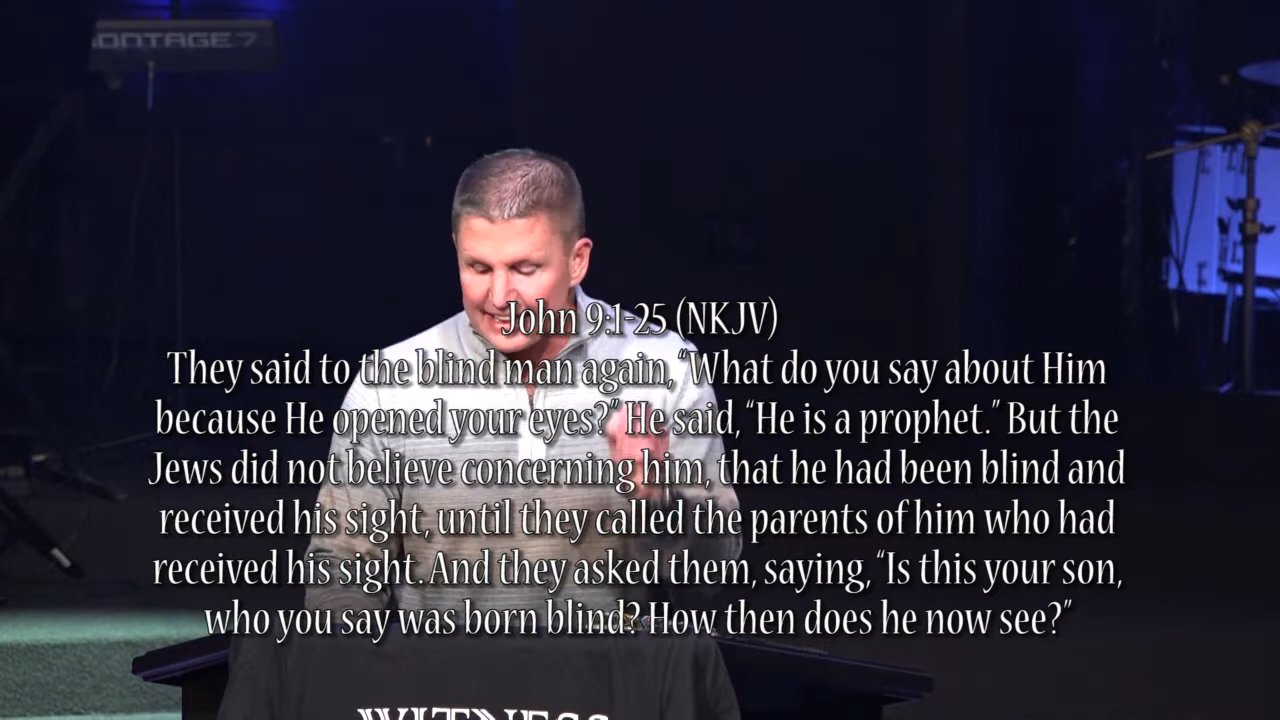 ONTAGE 7
John 9:1-25 (NKJV)
They said to the blind man again, “What do you say about Him
because He opened your eyes?” He said, “He is a prophet.” But the
Jews did not believe concerning him, that he had been blind and
received his sight, until they called the parents of him who had
received his sight. And they asked them, saying, “Is this your son,
who you say was born blind? How then does he now see?”
WITNESS